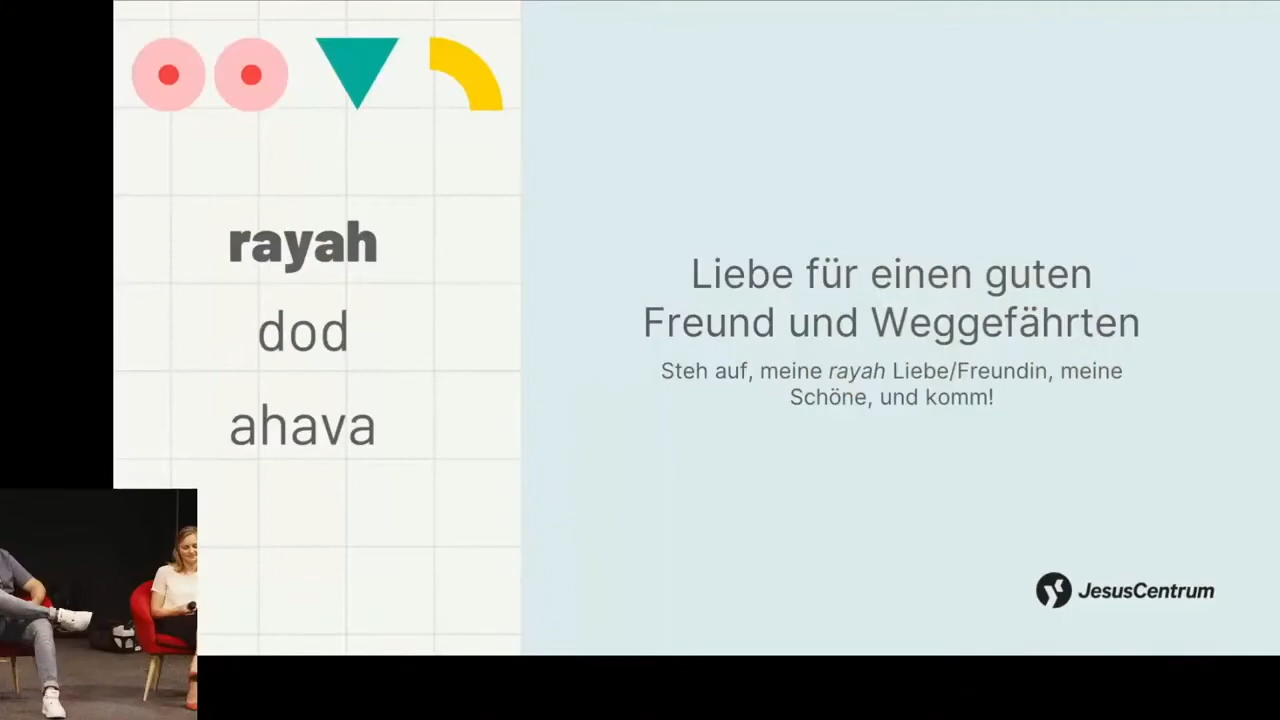 rayah
dod
ahava
Liebe für einen guten
Freund und Weggefährten
Steh auf, meine rayah Liebe/Freundin, meine
Schöne, und komm!
JesusCentrum